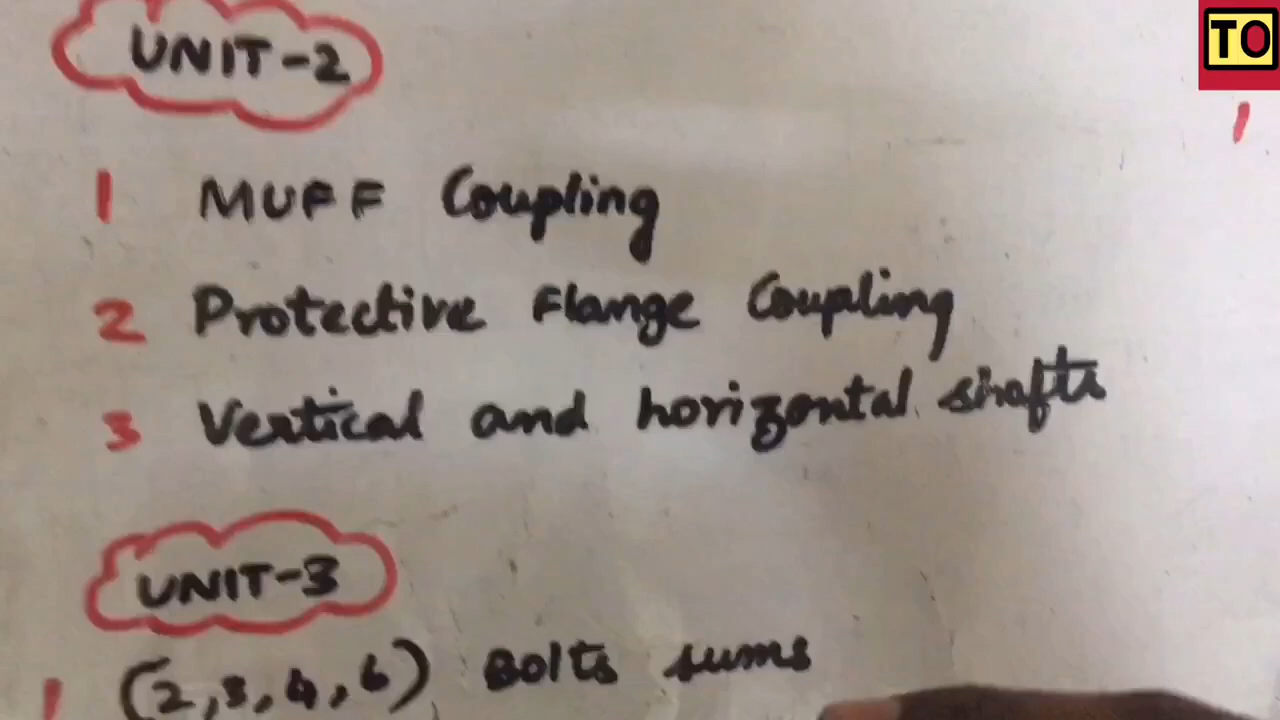 TO
UNIT-2
1 MUFF Coupling
2 Protective Flange Coupling
3 Vertical and horizontal shafts
UNIT-3
1 (2,3,4,6) Bolts sums